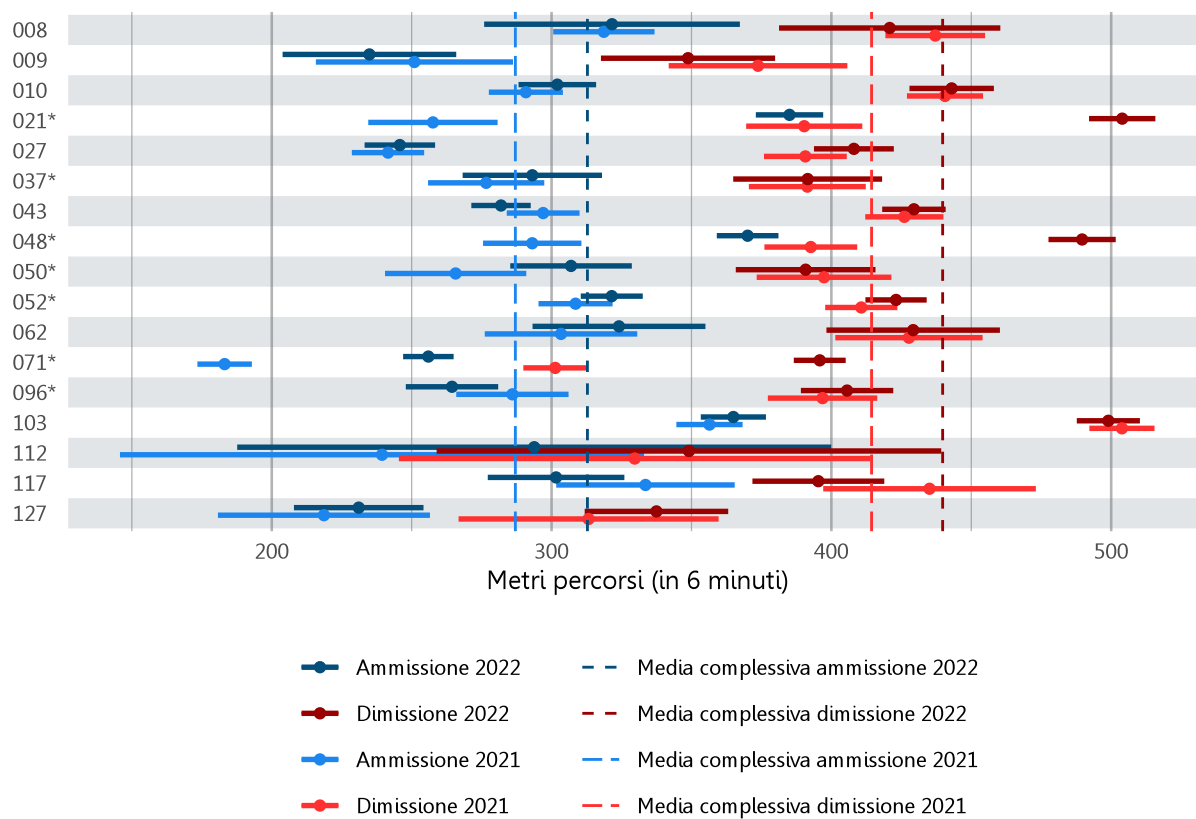 008
009
010
021*
027
037*
043
048*
050*
052*
062
071*
096*
103
112
117
127
200 300 400 500
Metri percorsi (in 6 minuti)
Ammissione 2022 Media complessiva ammissione 2022
Dimissione 2022 Media complessiva dimissione 2022
Ammissione 2021 Media complessiva ammissione 2021
Dimissione 2021 Media complessiva dimissione 2021